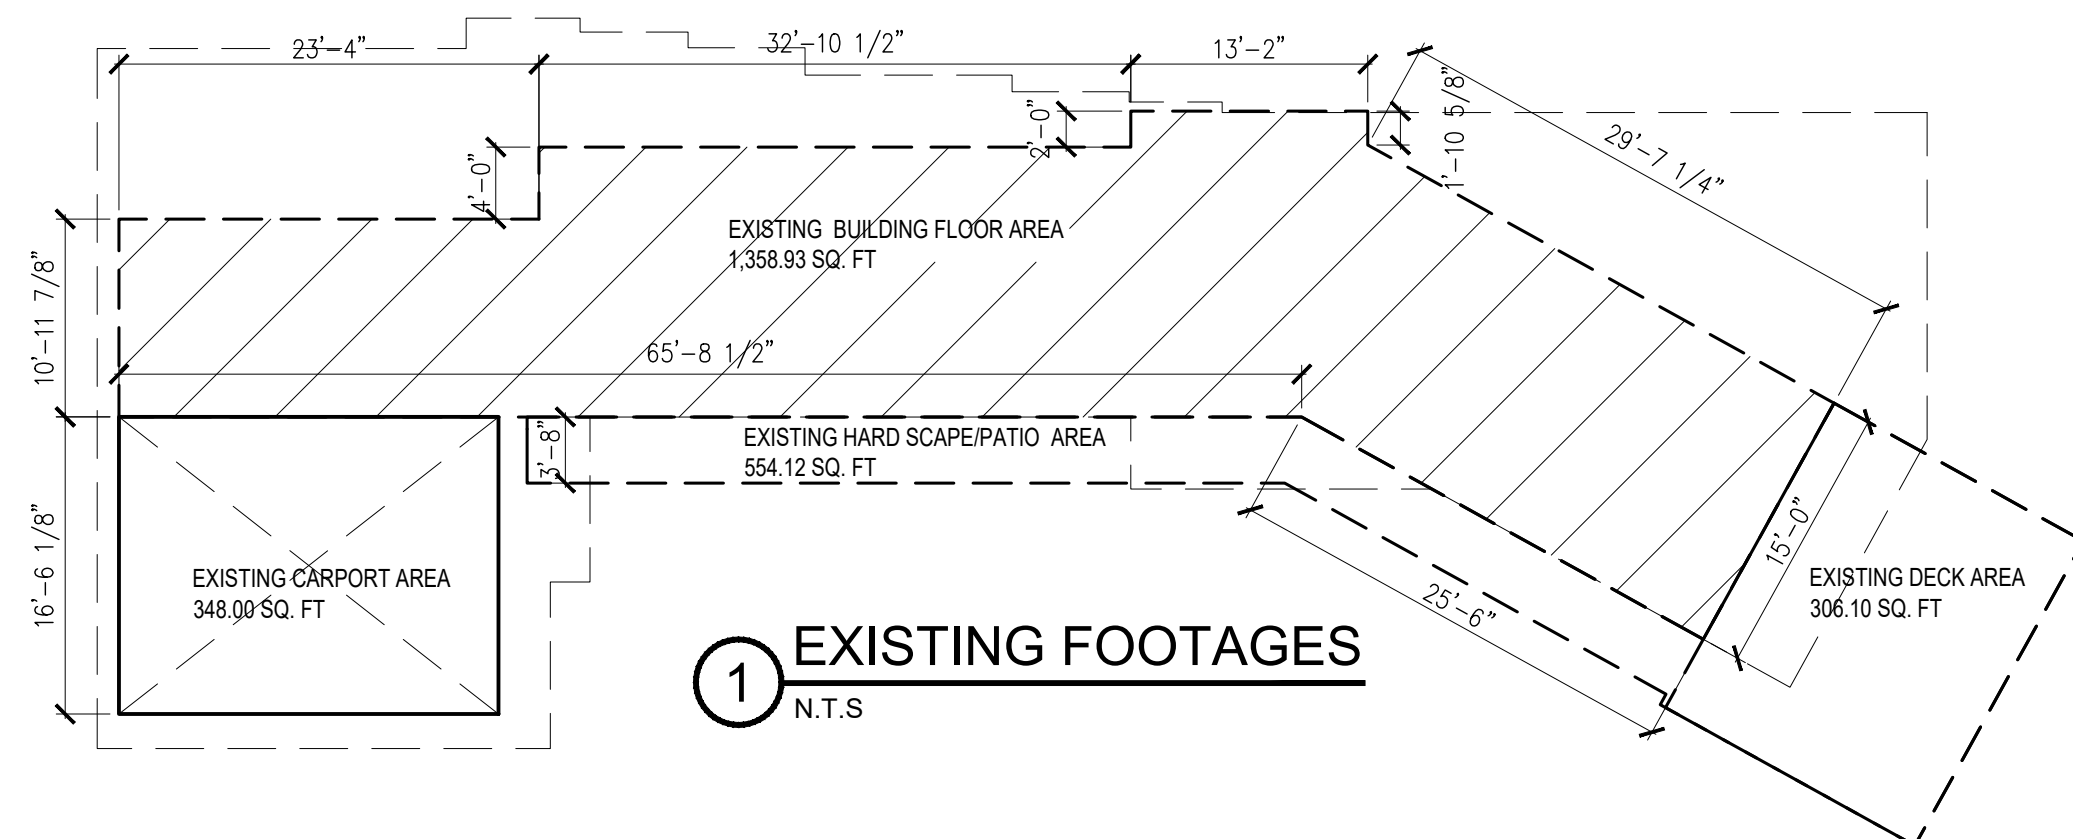 23'-4"
32'-10 1/2"
13'-2"
1'-10 5/8"
29'-7 1/4"
2'-0"
4'-0"
EXISTING BUILDING FLOOR AREA
1,358.93 SQ. FT
10'-11 7/8"
65'-8 1/2"
3'-8"
EXISTING HARD SCAPE/PATIO AREA
554.12 SQ. FT
16'-6 1/8"
EXISTING CARPORT AREA
348.00 SQ. FT
15'-0"
EXISTING DECK AREA
306.10 SQ. FT
25'-6"
1
EXISTING FOOTAGES
N.T.S